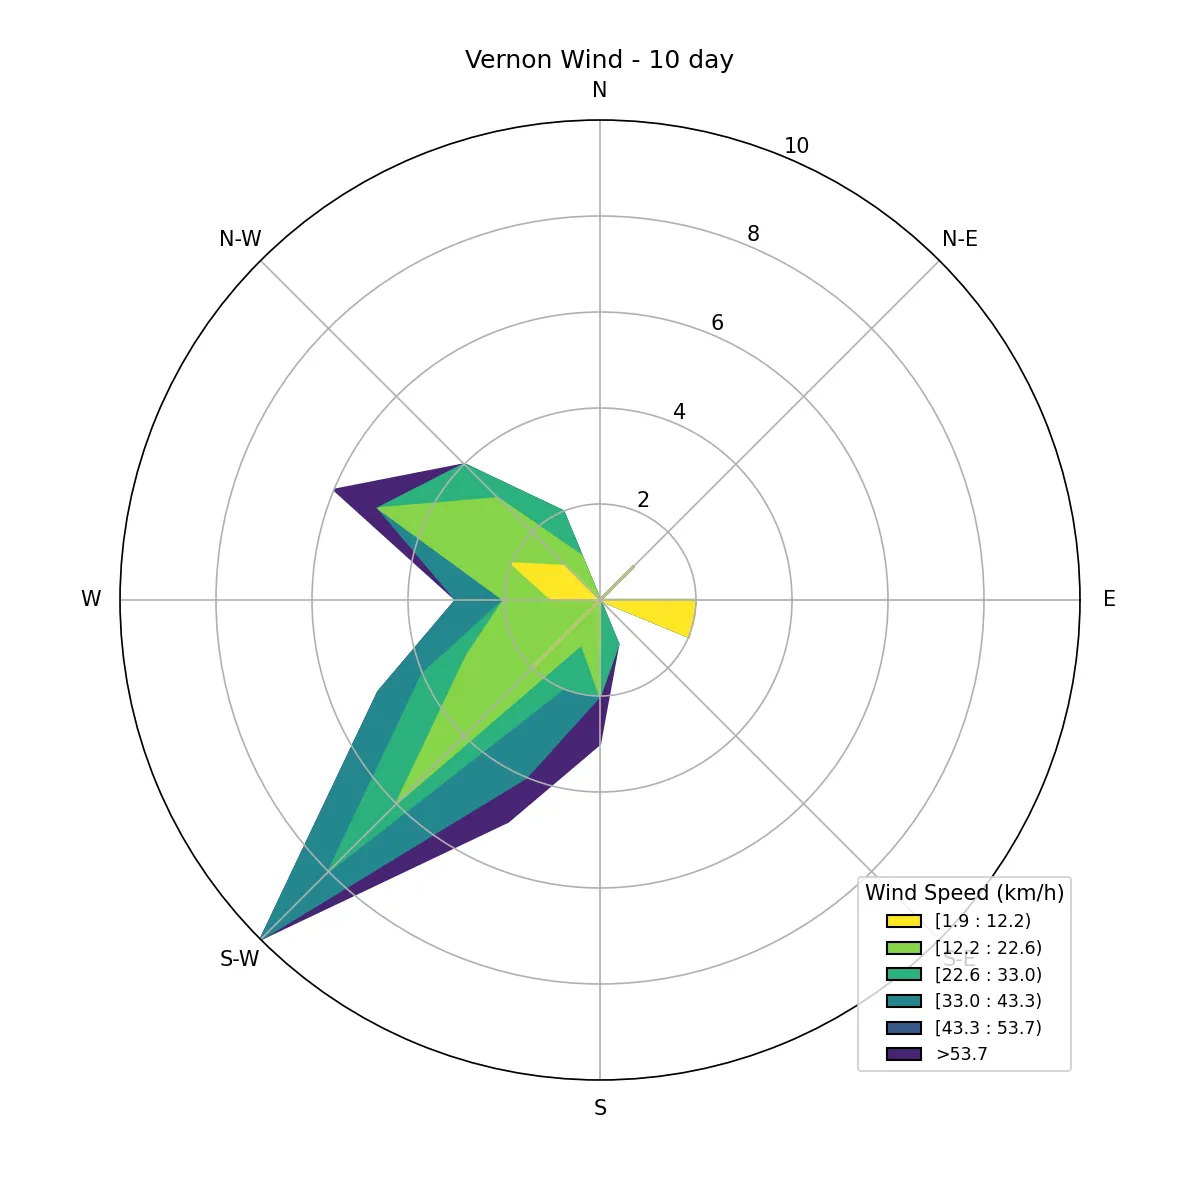 Vernon Wind - 10 day
N
10
N-W
8
N-E
6
4
2
W
E
S-W
S-E
S
Wind Speed (km/h)
[1.9 : 12.2)
[12.2 : 22.6)
[22.6 : 33.0)
[33.0 : 43.3)
[43.3 : 53.7)
>53.7